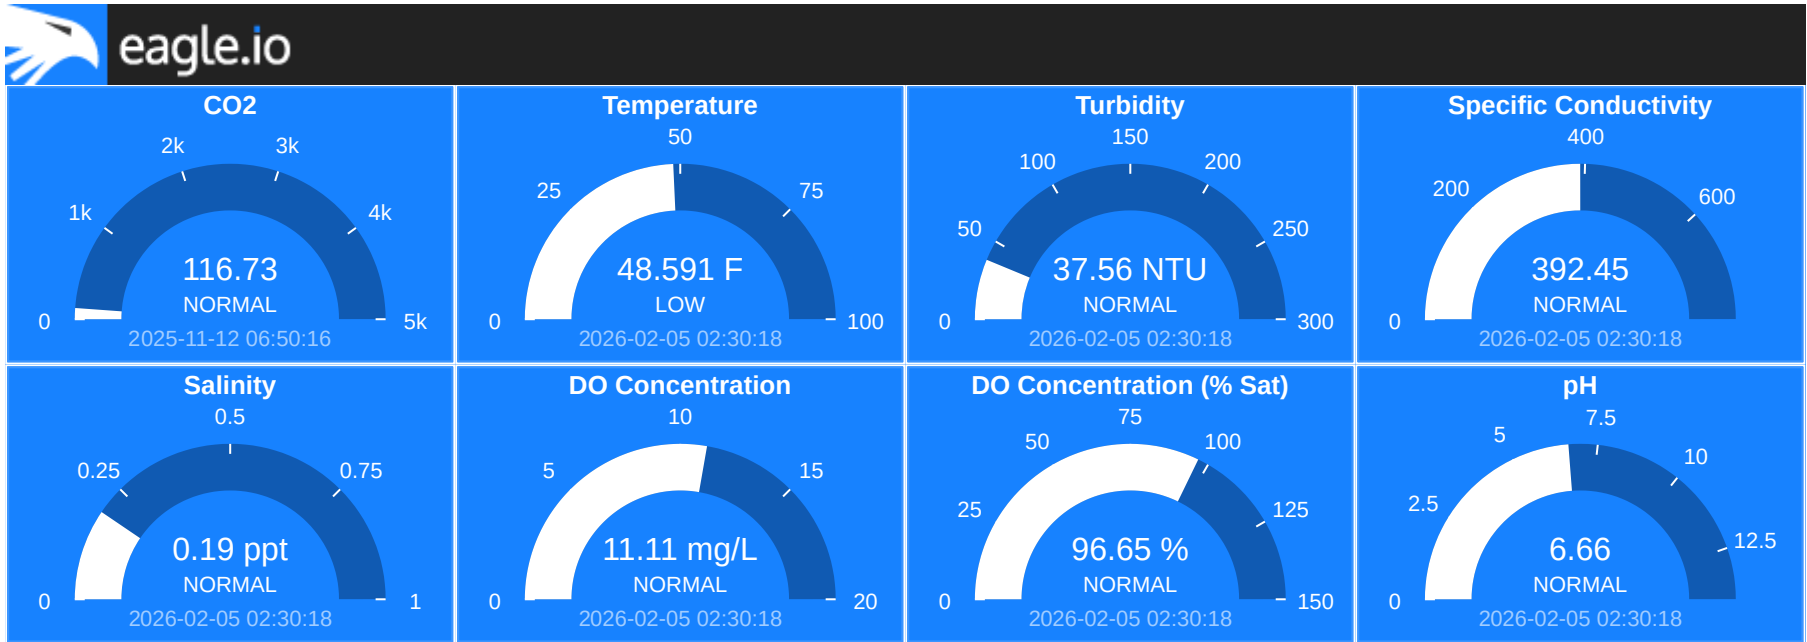 eagle.io
CO2
0
1k
2k
3k
4k
5k
116.73
NORMAL
2025-11-12 06:50:16
Temperature
0
25
50
75
100
48.591 F
LOW
2026-02-05 02:30:18
Turbidity
0
50
100
150
200
250
300
37.56 NTU
NORMAL
2026-02-05 02:30:18
Specific Conductivity
0
200
400
600
392.45
NORMAL
2026-02-05 02:30:18
Salinity
0
0.25
0.5
0.75
1
0.19 ppt
NORMAL
2026-02-05 02:30:18
DO Concentration
0
5
10
15
20
11.11 mg/L
NORMAL
2026-02-05 02:30:18
DO Concentration (% Sat)
0
25
50
75
100
125
150
96.65 %
NORMAL
2026-02-05 02:30:18
pH
0
2.5
5
7.5
10
12.5
6.66
NORMAL
2026-02-05 02:30:18